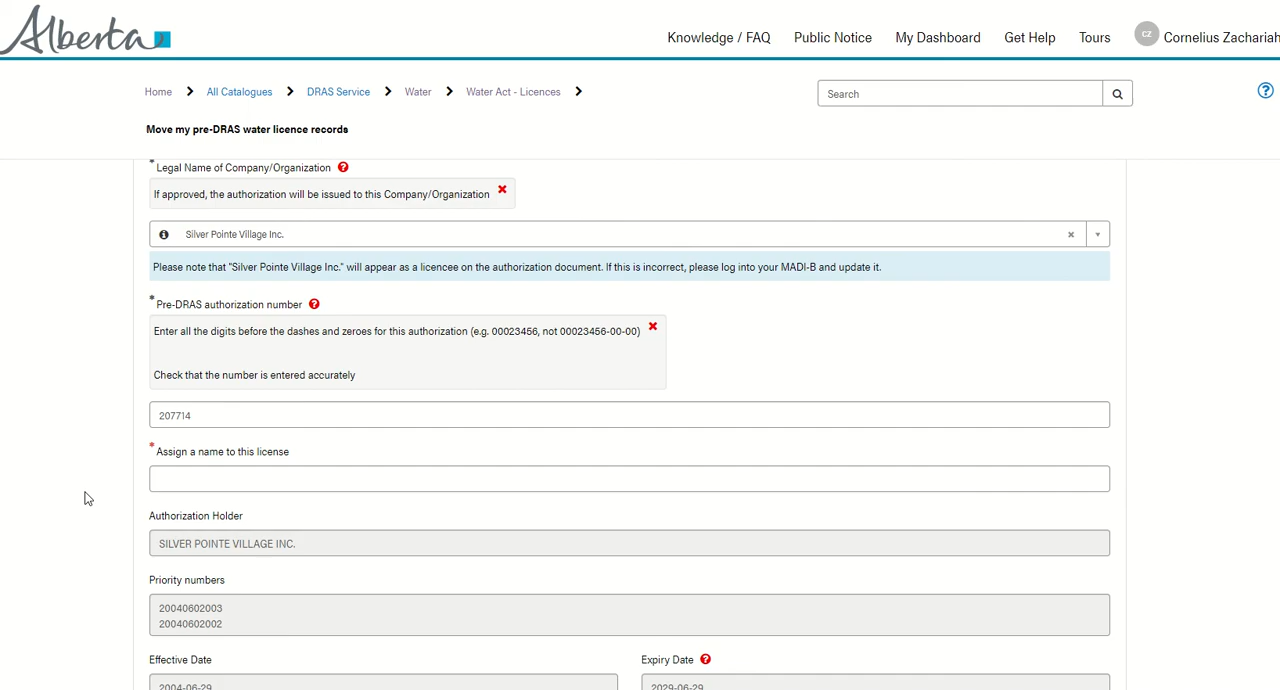 Alberta
Knowledge / FAQ Public Notice My Dashboard Get Help Tours CZ Cornelius Zachariah
Home All Catalogues DRAS Service Water Water Act - Licences
Search
?
Move my pre-DRAS water licence records
* Legal Name of Company/Organization ?
If approved, the authorization will be issued to this Company/Organization
Silver Pointe Village Inc.
Please note that "Silver Pointe Village Inc." will appear as a licencee on the authorization document. If this is incorrect, please log into your MADI-B and update it.
* Pre-DRAS authorization number ?
Enter all the digits before the dashes and zeroes for this authorization (e.g. 00023456, not 00023456-00-00)
Check that the number is entered accurately
207714
* Assign a name to this license
Authorization Holder
SILVER POINTE VILLAGE INC.
Priority numbers
20040602003
20040602002
Effective Date Expiry Date ?
2004-06-29 2029-06-29